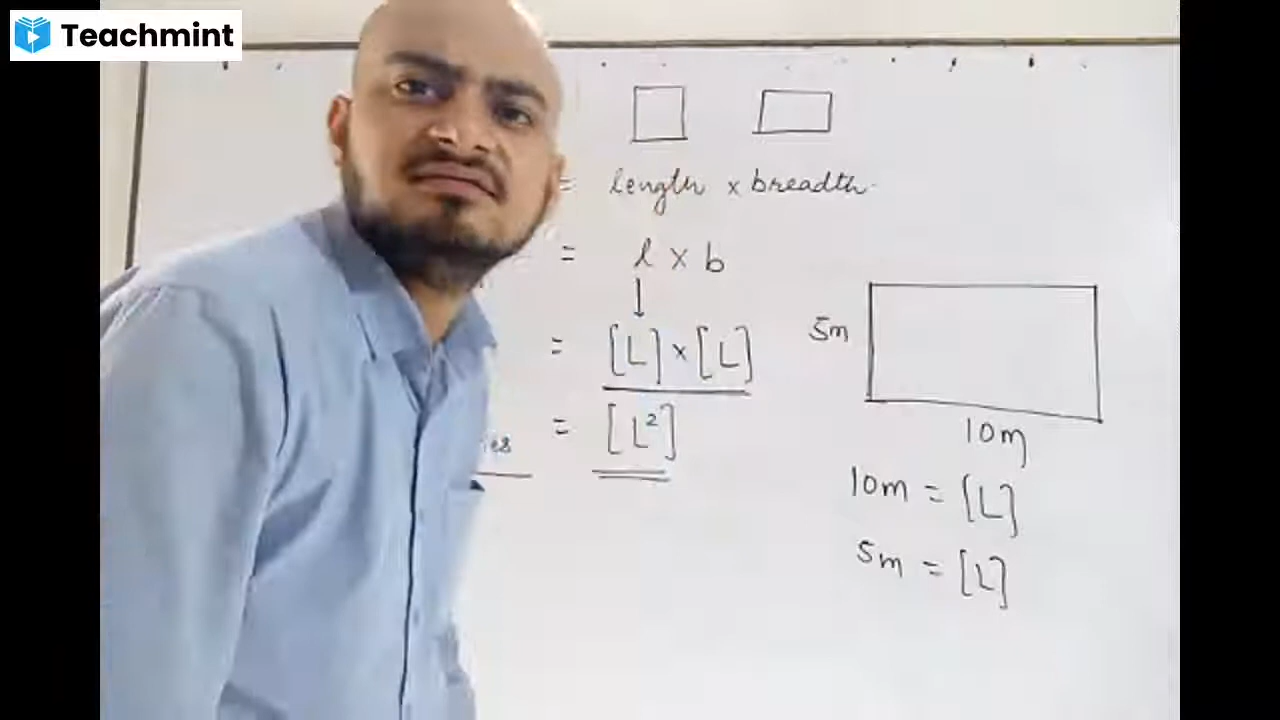 Teachmint
= length × breadth
= l × b
= [L] × [L]
= [L²]
5m
10m
10m = [L]
5m = [L]